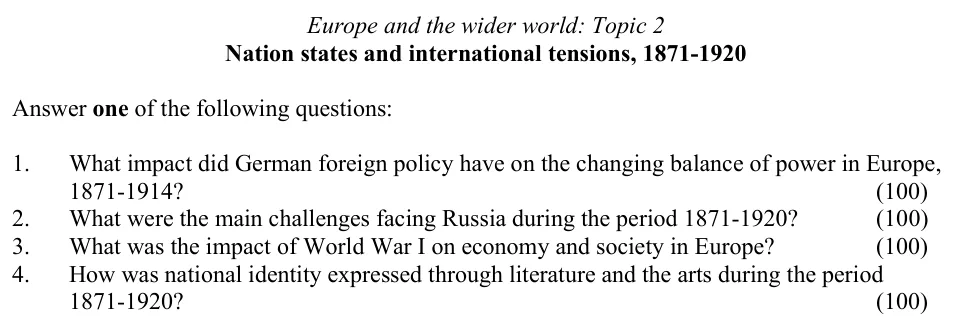 Europe and the wider world: Topic 2
Nation states and international tensions, 1871-1920
Answer one of the following questions:
1. What impact did German foreign policy have on the changing balance of power in Europe,
1871-1914? (100)
2. What were the main challenges facing Russia during the period 1871-1920? (100)
3. What was the impact of World War I on economy and society in Europe? (100)
4. How was national identity expressed through literature and the arts during the period
1871-1920? (100)